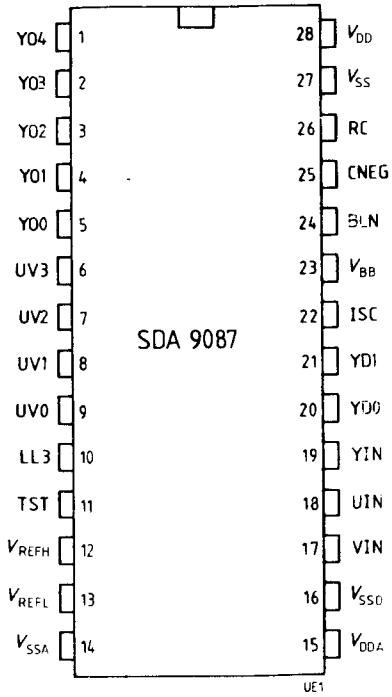 YO4 1 28 VDD
YO3 2 27 VSS
YO2 3 26 RC
YO1 4 25 CNEG
YO0 5 24 BLN
UV3 6 23 VBB
UV2 7 22 ISC
SDA 9087
UV1 8 21 YD1
UV0 9 20 YD0
LL3 10 19 YIN
TST 11 18 UIN
VREFH 12 17 VIN
VREFL 13 16 VSSD
VSSA 14 15 VDDA
UE1